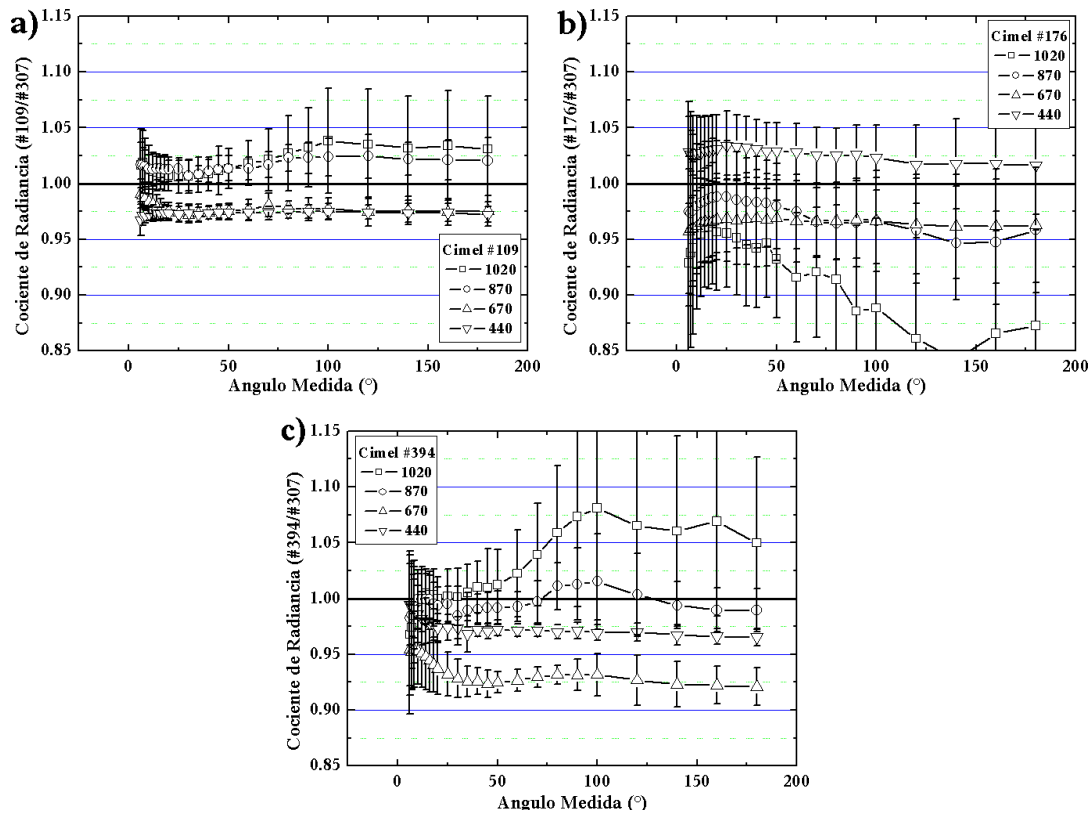 a)
1.15
1.10
1.05
1.00
0.95
0.90
0.85
Cociente de Radiancia (#109/#307)
Cimel #109
1020
870
670
440
0 50 100 150 200
Angulo Medida (°)
b)
1.15
1.10
1.05
1.00
0.95
0.90
0.85
Cociente de Radiancia (#176/#307)
Cimel #176
1020
870
670
440
0 50 100 150 200
Angulo Medida (°)
c)
1.15
1.10
1.05
1.00
0.95
0.90
0.85
Cociente de Radiancia (#394/#307)
Cimel #394
1020
870
670
440
0 50 100 150 200
Angulo Medida (°)